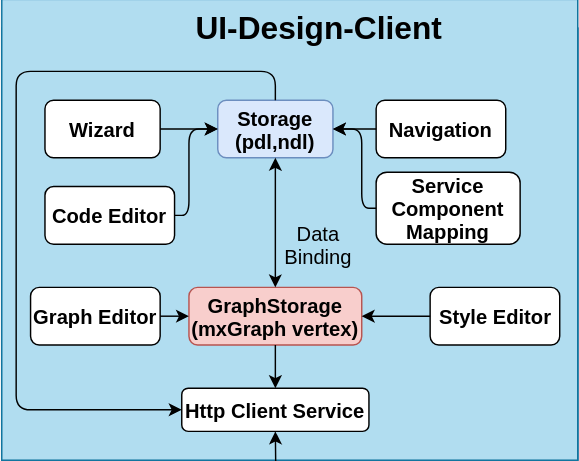 UI-Design-Client
Wizard
Storage
(pdl,ndl)
Navigation
Code Editor
Service
Component
Mapping
Data
Binding
Graph Editor
GraphStorage
(mxGraph vertex)
Style Editor
Http Client Service